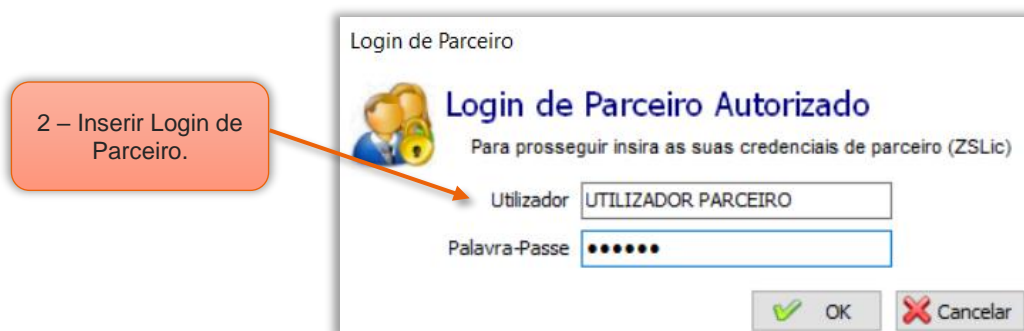 Login de Parceiro
2 – Inserir Login de
Parceiro.
Login de Parceiro Autorizado
Para prosseguir insira as suas credenciais de parceiro (ZSLic)
Utilizador UTILIZADOR PARCEIRO
Palavra-Passe ••••••
OK Cancelar